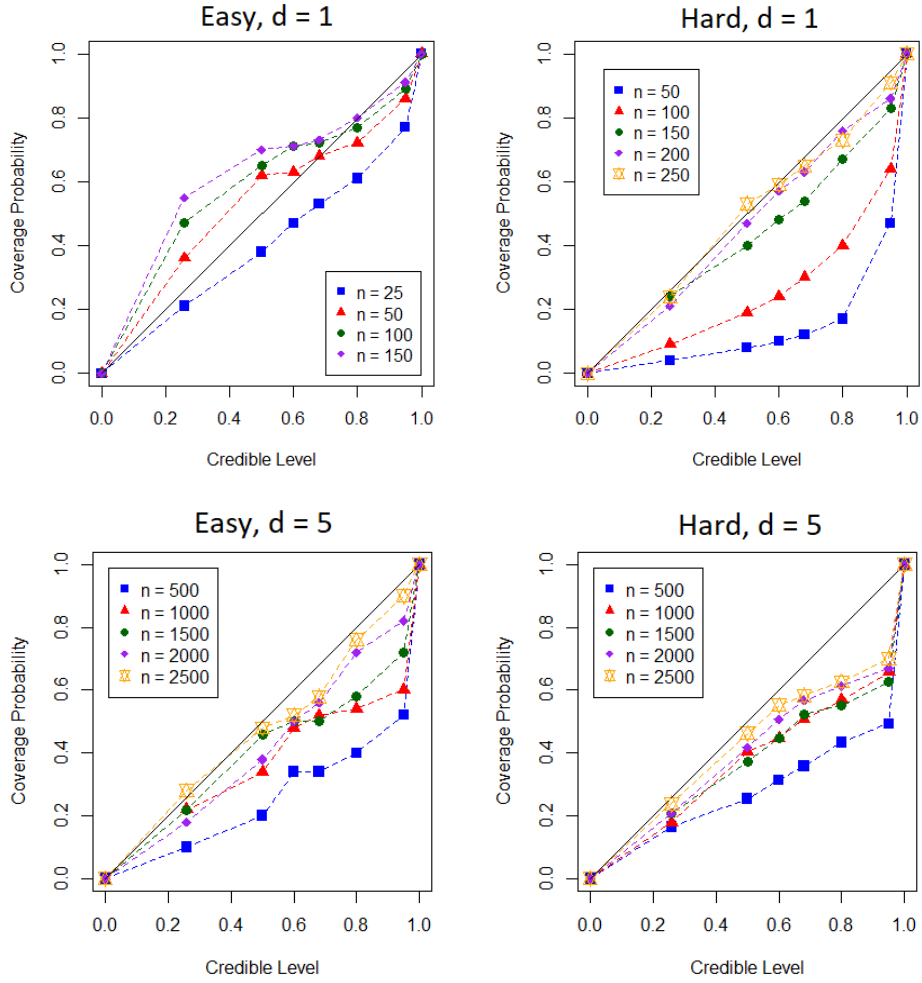 Easy, d = 1
Coverage Probability
0.0 0.2 0.4 0.6 0.8 1.0
n = 25
n = 50
n = 100
n = 150
0.0 0.2 0.4 0.6 0.8 1.0
Credible Level
Hard, d = 1
Coverage Probability
0.0 0.2 0.4 0.6 0.8 1.0
n = 50
n = 100
n = 150
n = 200
n = 250
0.0 0.2 0.4 0.6 0.8 1.0
Credible Level
Easy, d = 5
Coverage Probability
0.0 0.2 0.4 0.6 0.8 1.0
n = 500
n = 1000
n = 1500
n = 2000
n = 2500
0.0 0.2 0.4 0.6 0.8 1.0
Credible Level
Hard, d = 5
Coverage Probability
0.0 0.2 0.4 0.6 0.8 1.0
n = 500
n = 1000
n = 1500
n = 2000
n = 2500
0.0 0.2 0.4 0.6 0.8 1.0
Credible Level